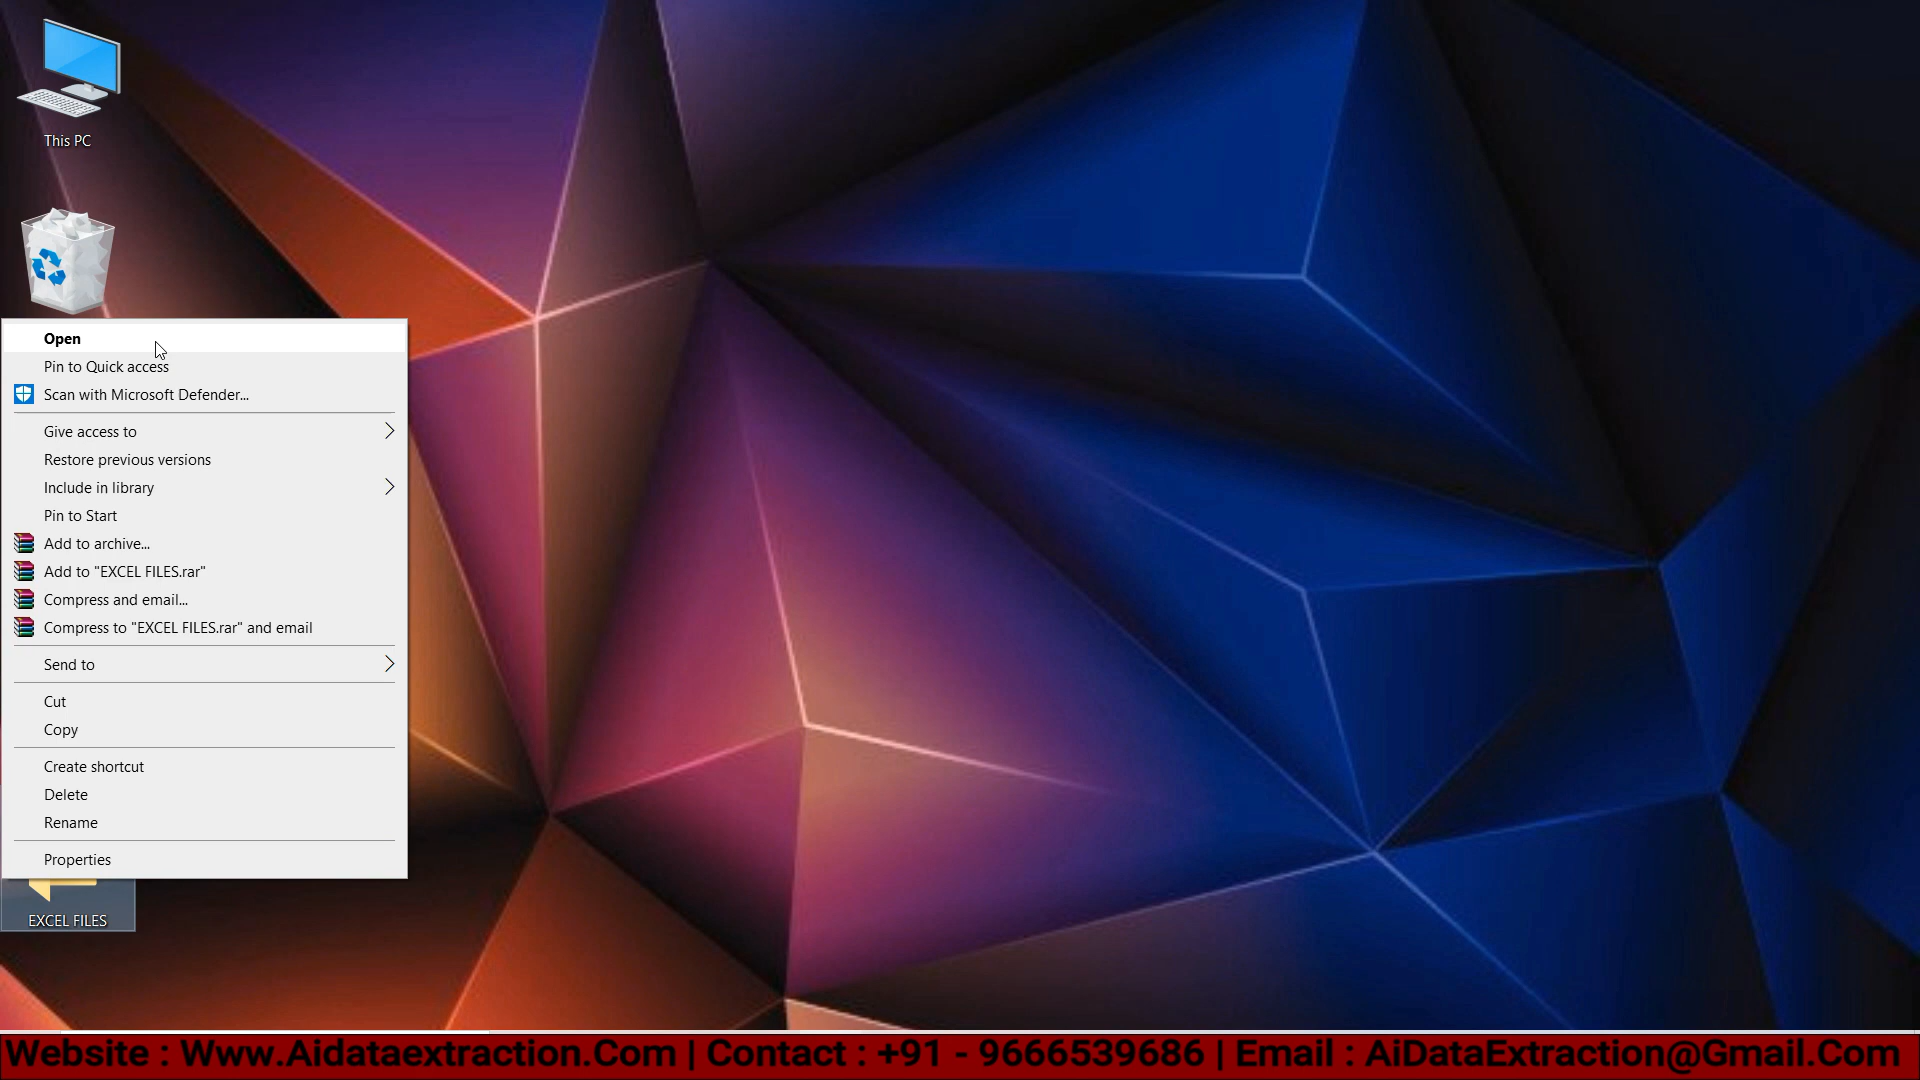 This PC
Open
Pin to Quick access
Scan with Microsoft Defender...
Give access to
Restore previous versions
Include in library
Pin to Start
Add to archive...
Add to "EXCEL FILES.rar"
Compress and email...
Compress to "EXCEL FILES.rar" and email
Send to
Cut
Copy
Create shortcut
Delete
Rename
Properties
EXCEL FILES
Website : Www.Aidataextraction.Com | Contact : +91 - 9666539686 | Email : AiDataExtraction@Gmail.Com